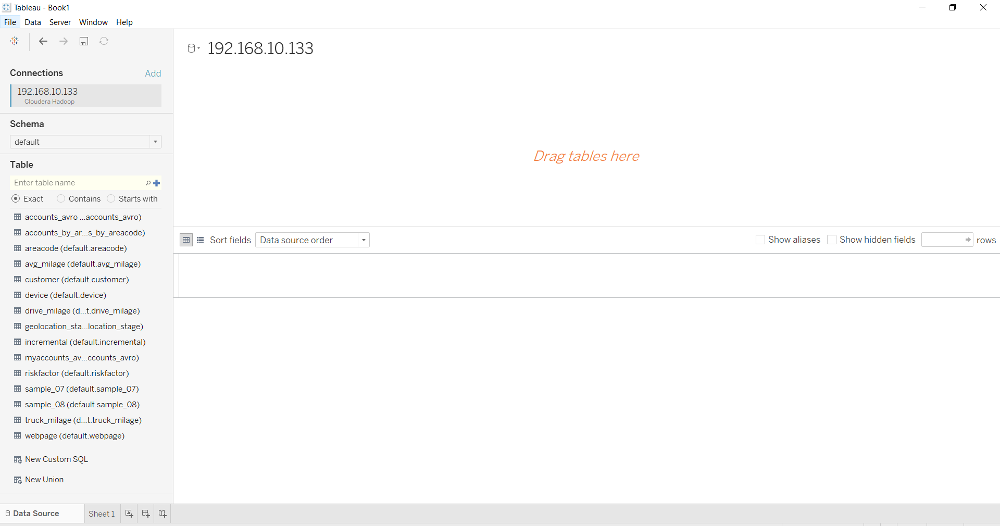 Tableau - Book1
File Data Server Window Help
192.168.10.133
Connections Add
192.168.10.133
Cloudera Hadoop
Schema
default
Table
Enter table name
Exact Contains Starts with
accounts_avro ...accounts_avro)
accounts_by_ar...s_by_areacode)
areacode (default.areacode)
avg_milage (default.avg_milage)
customer (default.customer)
device (default.device)
drive_milage (d...t.drive_milage)
geolocation_sta...location_stage)
incremental (default.incremental)
myaccounts_av...ccounts_avro)
riskfactor (default.riskfactor)
sample_07 (default.sample_07)
sample_08 (default.sample_08)
truck_milage (d...t.truck_milage)
webpage (default.webpage)
New Custom SQL
New Union
Drag tables here
Sort fields Data source order Show aliases Show hidden fields rows
Data Source Sheet 1